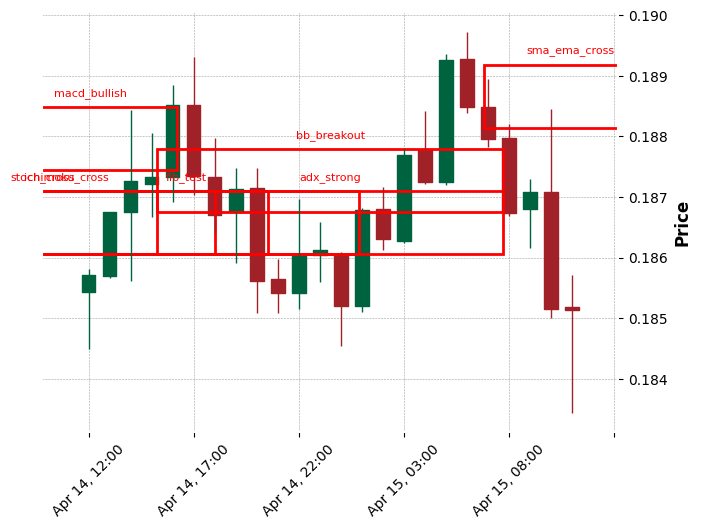 0.190
sma_ema_cross
0.189
macd_bullish
0.188
bb_breakout
adx_strong
0.187
Price
0.186
0.185
0.184
Apr 14, 12:00
Apr 14, 17:00
Apr 14, 22:00
Apr 15, 03:00
Apr 15, 08:00